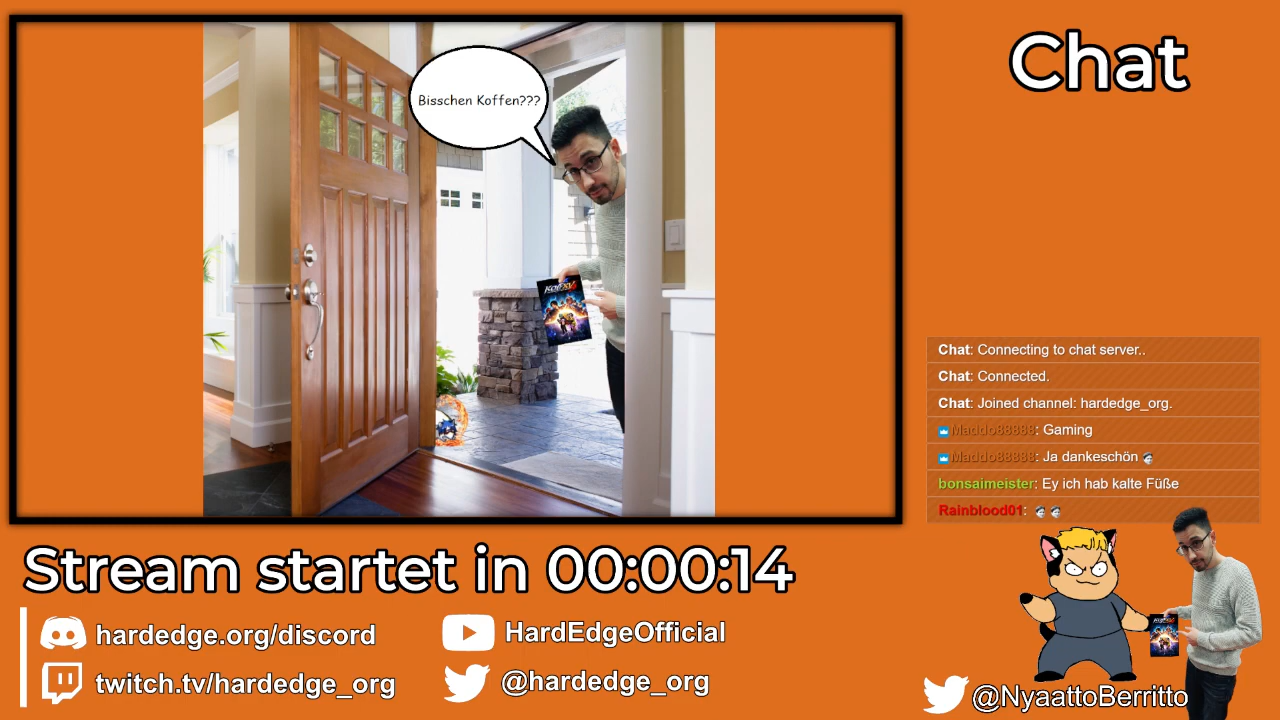 Chat
Bisschen Koffen???
Chat: Connecting to chat server..
Chat: Connected.
Chat: Joined channel: hardedge_org.
Maddo88888: Gaming
Maddo88888: Ja dankeschön
bonsaimeister: Ey ich hab kalte Füße
Rainblood01:
Stream startet in 00:00:14
hardedge.org/discord
HardEdgeOfficial
twitch.tv/hardedge_org
@hardedge_org
@NyaattoBerritto